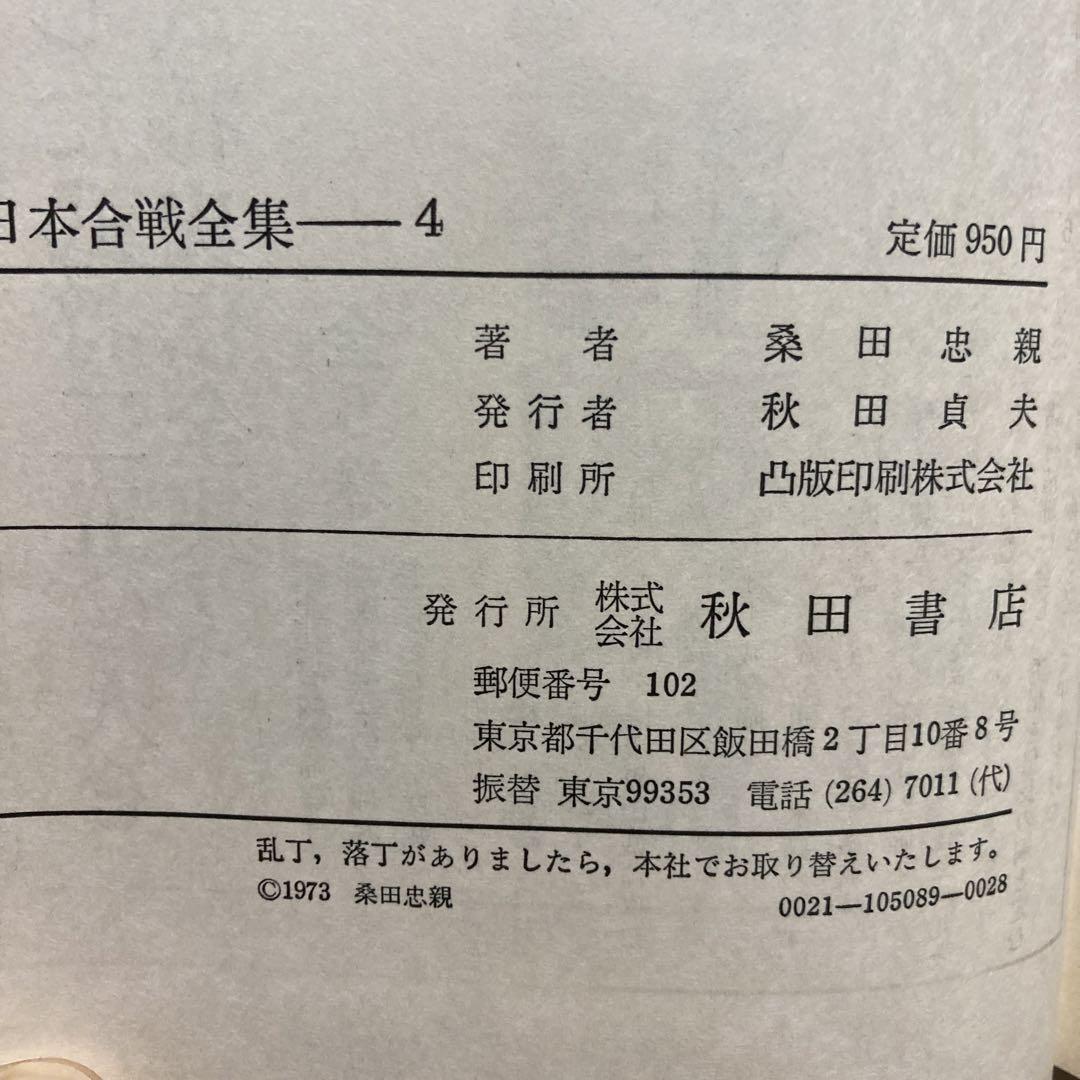 日本合戦全集――4
定価950円
著者 桑田忠親
発行者 秋田貞夫
印刷所 凸版印刷株式会社
発行所 株式会社 秋田書店
郵便番号 102
東京都千代田区飯田橋2丁目10番8号
振替 東京99353 電話 (264) 7011 (代)
乱丁，落丁がありましたら，本社でお取り替えいたします。
©1973 桑田忠親
0021―105089―0028